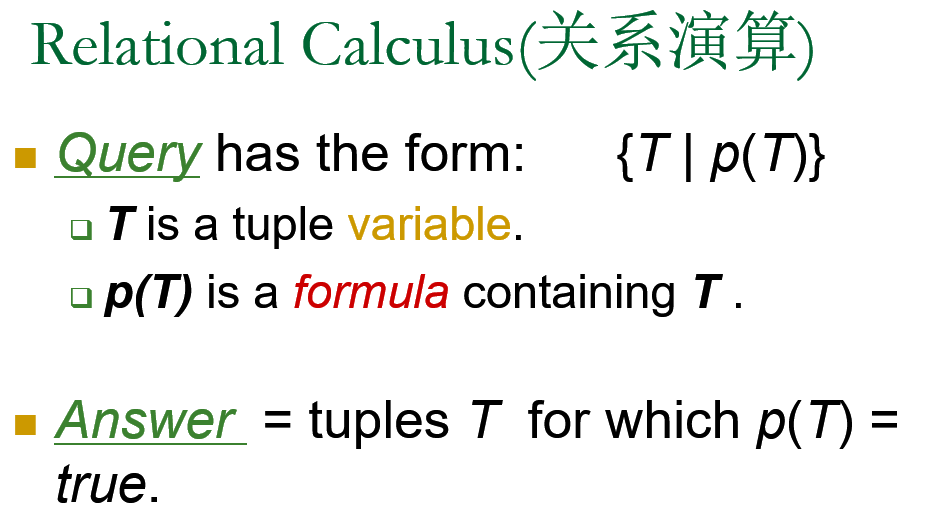 Relational Calculus(关系演算)
Query has the form: {T | p(T)}
T is a tuple variable.
p(T) is a formula containing T .
Answer = tuples T for which p(T) =
true.